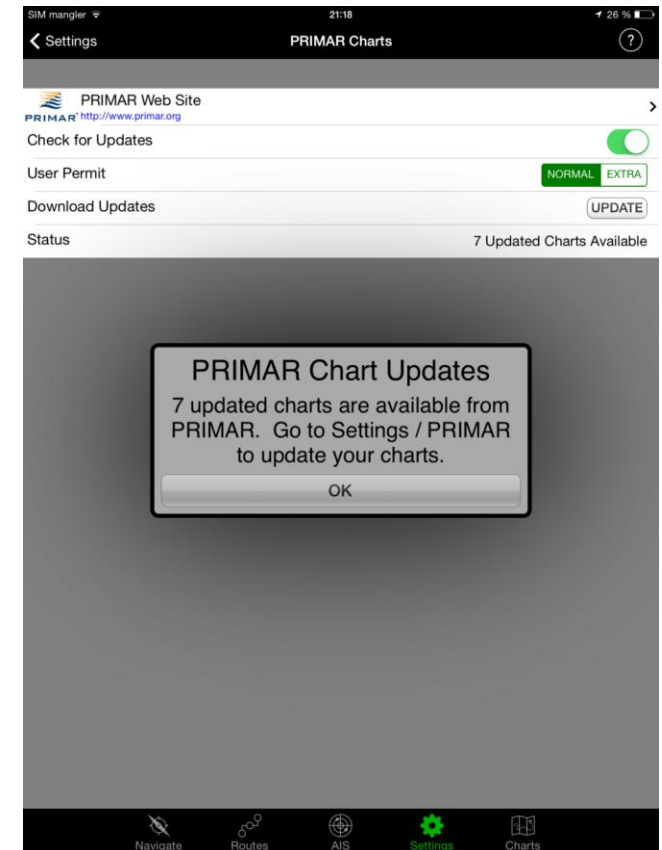 SIM mangler 21:18 26 %
Settings PRIMAR Charts ?
PRIMAR Web Site
PRIMAR http://www.primar.org
Check for Updates
User Permit NORMAL EXTRA
Download Updates UPDATE
Status 7 Updated Charts Available
PRIMAR Chart Updates
7 updated charts are available from
PRIMAR. Go to Settings / PRIMAR
to update your charts.
OK
Navigate Routes AIS Settings Charts